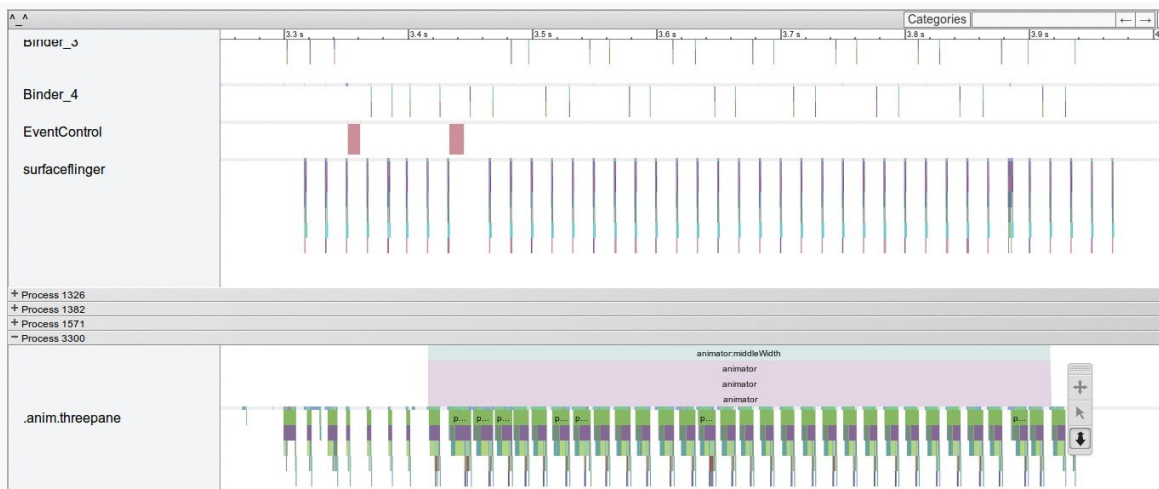 ^_^
Categories
← →
3.3 s 3.4 s 3.5 s 3.6 s 3.7 s 3.8 s 3.9 s 4
Binder_3
Binder_4
EventControl
surfaceflinger
+ Process 1326
+ Process 1382
+ Process 1571
− Process 3300
animator:middleWidth
animator
animator
animator
.anim.threepane
p... p... p... p... p... p... p...